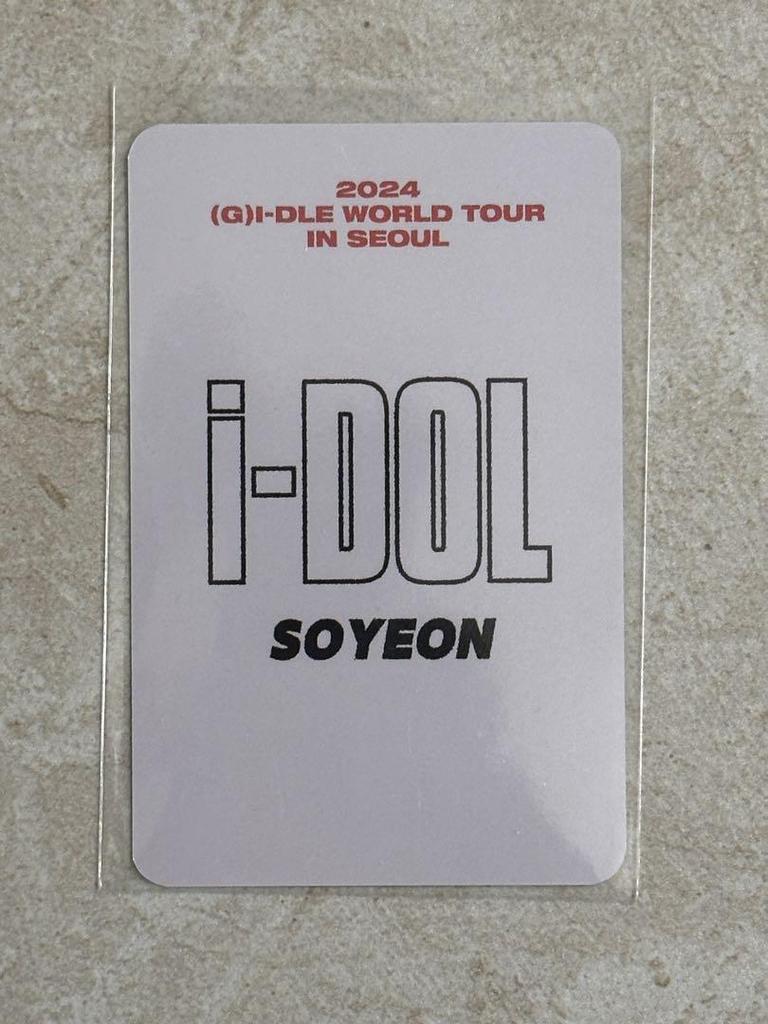 2024
(G)I-DLE WORLD TOUR
IN SEOUL
i-DOL
SOYEON